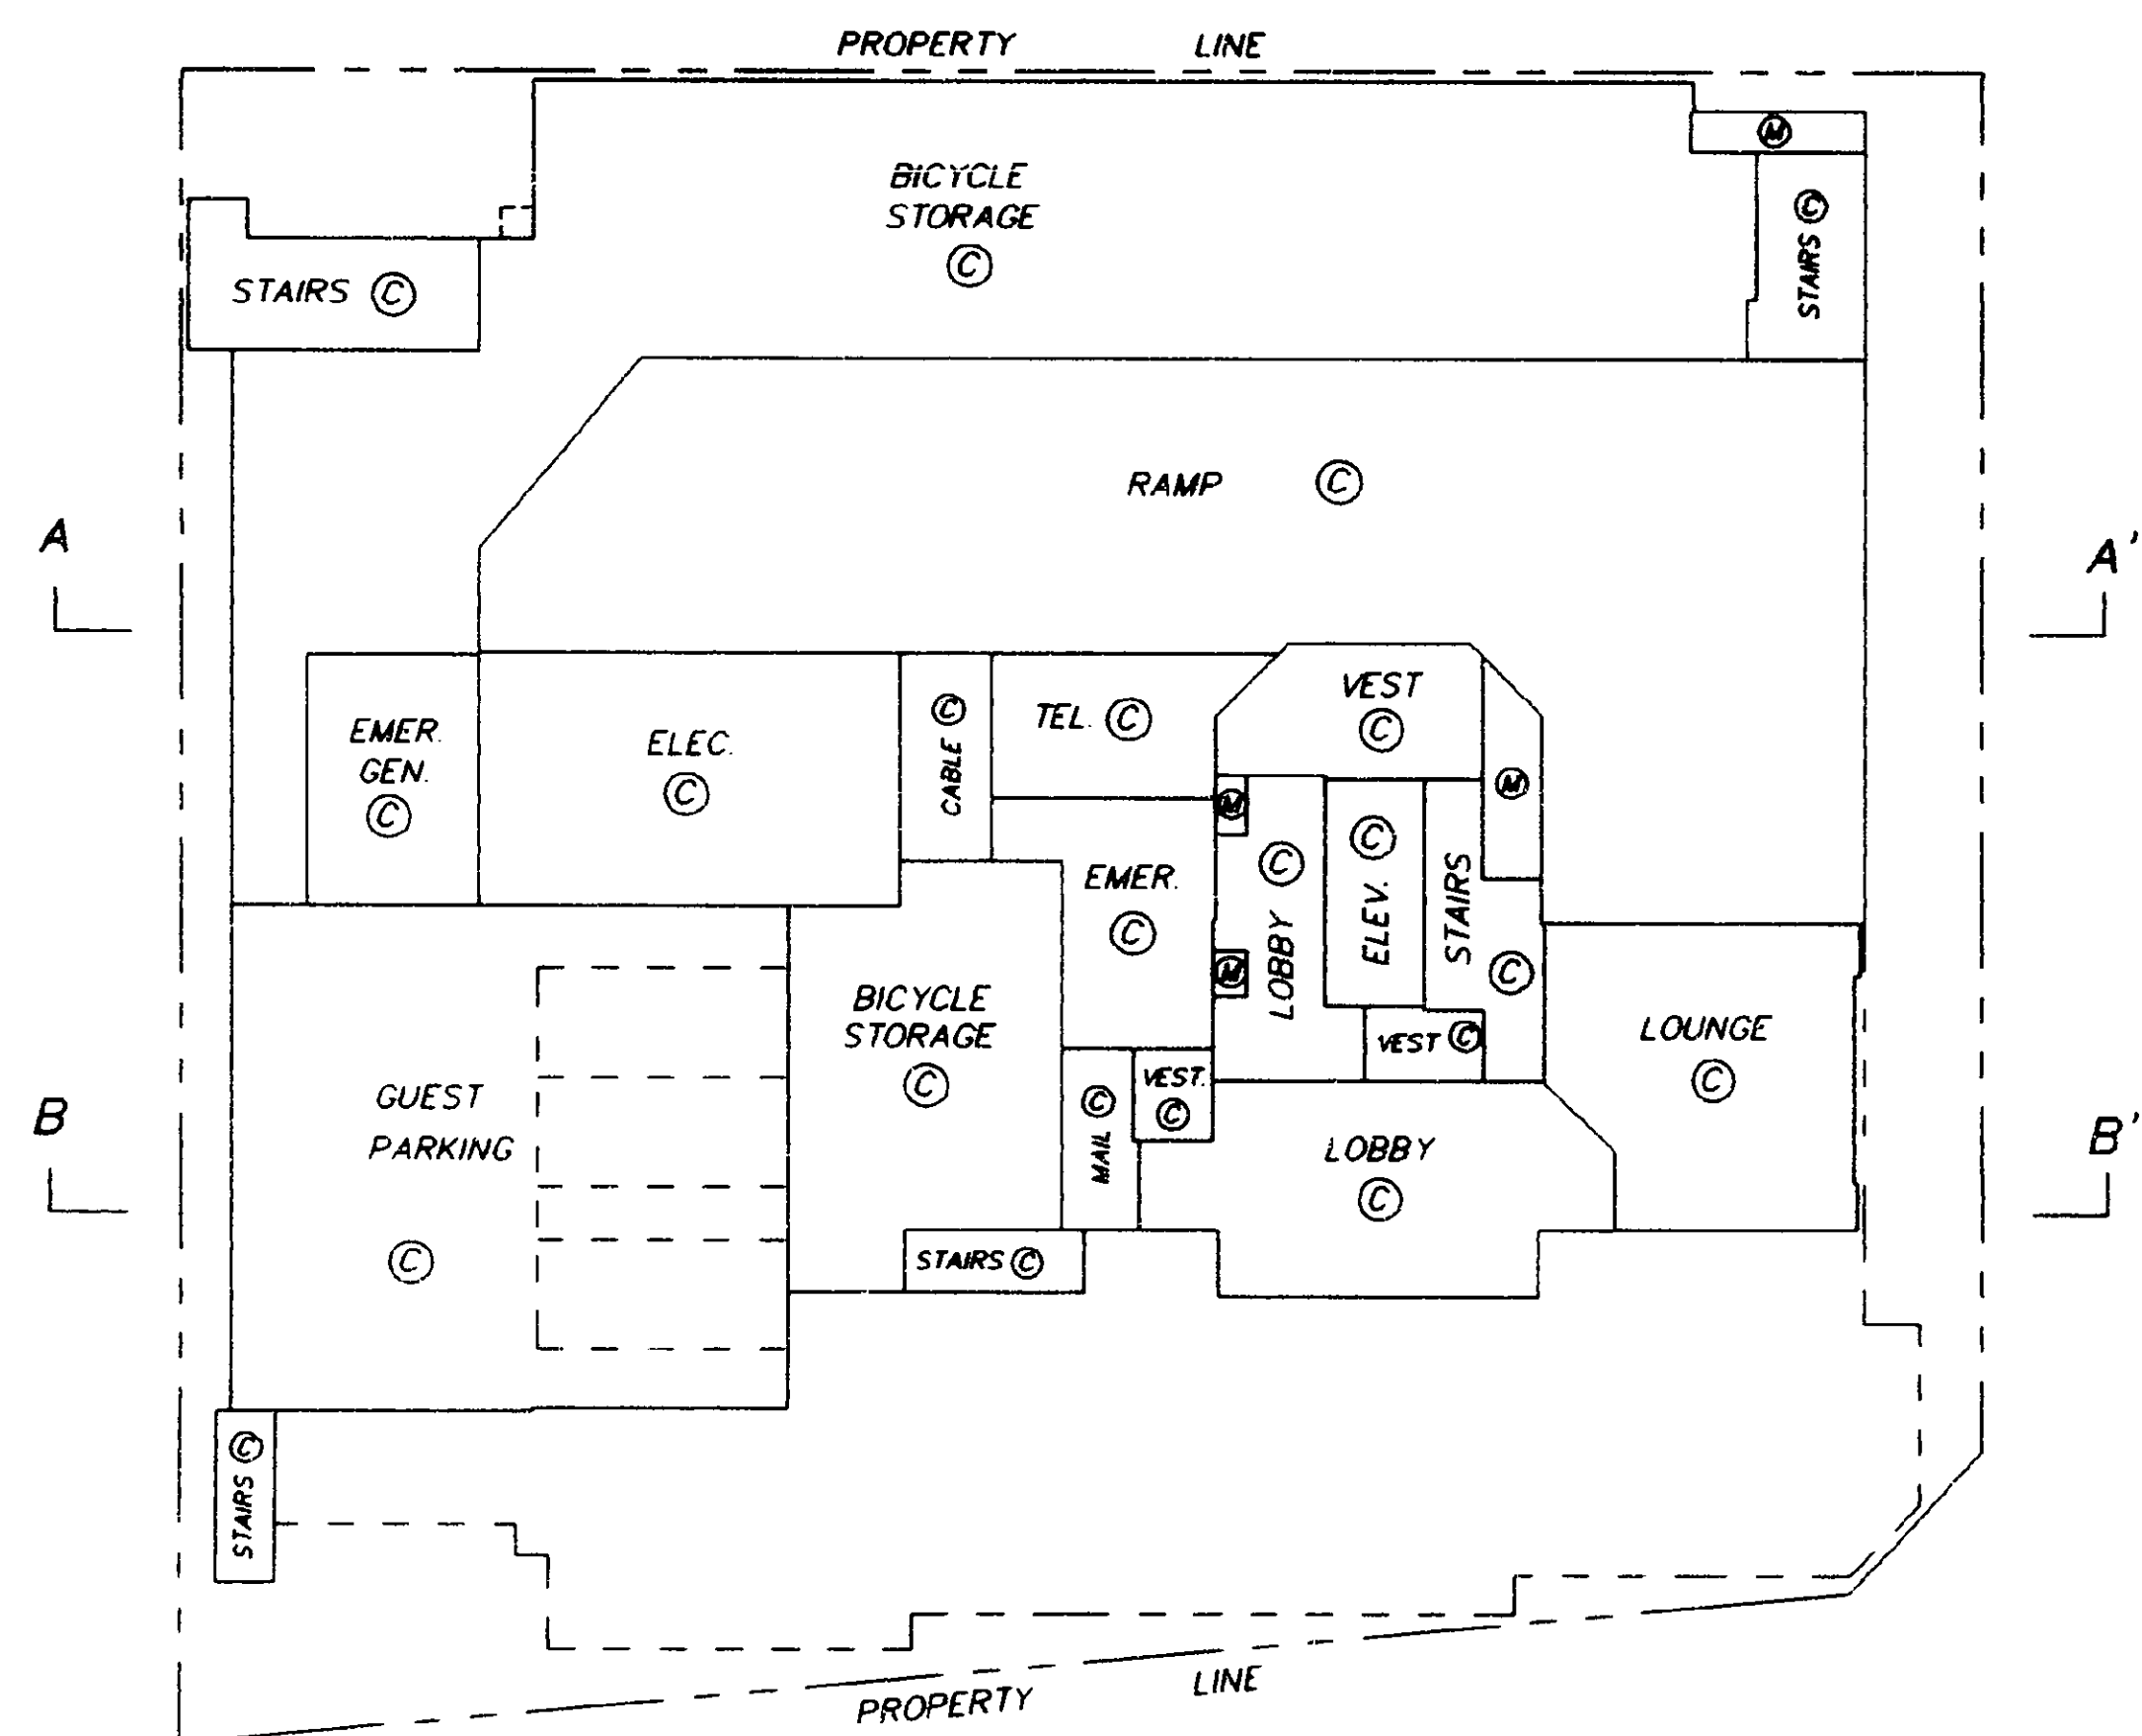 PROPERTY LINE
M
BICYCLE
STORAGE
C
STAIRS C
STAIRS C
RAMP C
A
A'
EMER.
GEN.
C
ELEC.
C
CABLE C
TEL. C
VEST
C
M
M
EMER.
C
M
LOBBY C
ELEV. C
STAIRS
C
VEST C
BICYCLE
STORAGE
C
LOUNGE
C
GUEST
PARKING
C
B
B'
MAIL C
VEST.
C
LOBBY
C
STAIRS C
STAIRS C
PROPERTY LINE